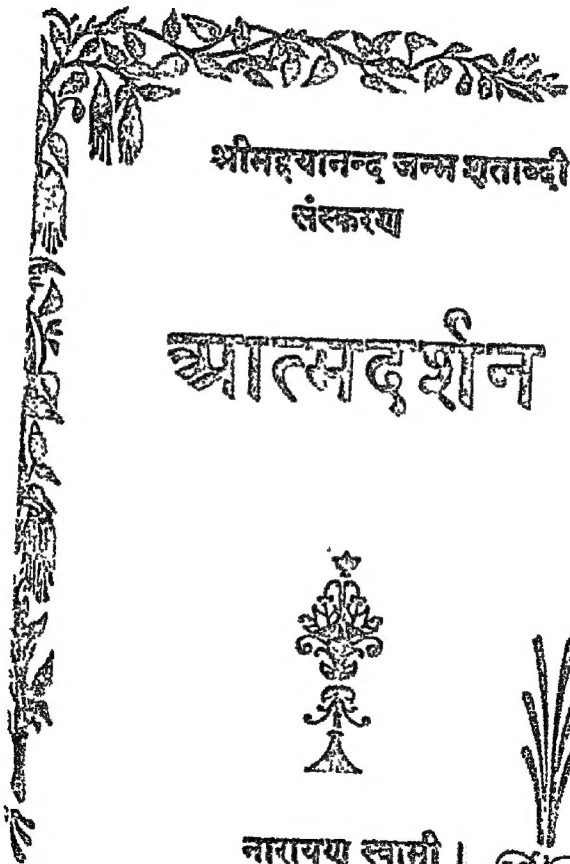 श्रीमद्दयानन्द जन्म शताब्दी
संस्करण
आत्मदर्शन
नारायण स्वामी ।